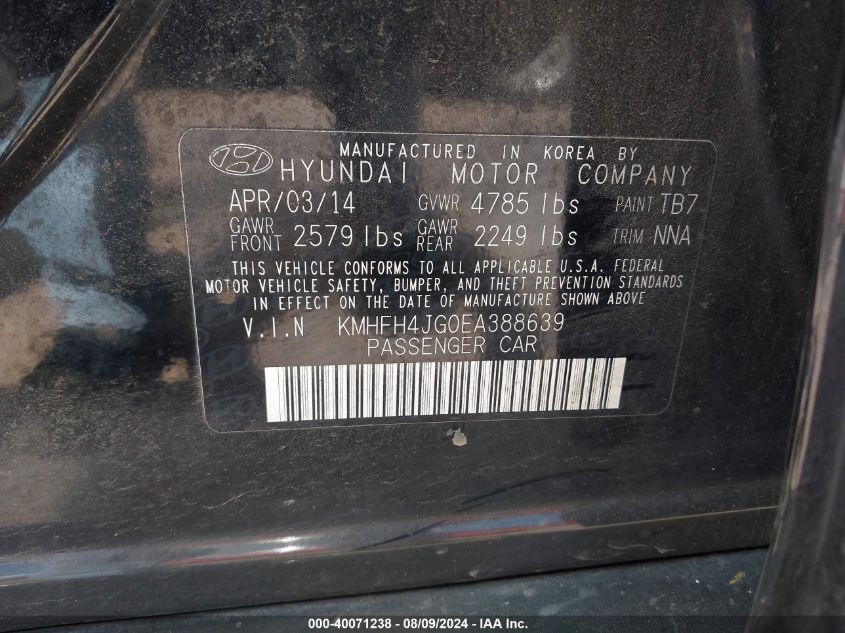 MANUFACTURED IN KOREA BY
HYUNDAI MOTOR COMPANY
APR/03/14 GVWR 4785 lbs PAINT TB7
GAWR FRONT 2579 lbs GAWR REAR 2249 lbs TRIM NNA
THIS VEHICLE CONFORMS TO ALL APPLICABLE U.S.A. FEDERAL
MOTOR VEHICLE SAFETY, BUMPER, AND THEFT PREVENTION STANDARDS
IN EFFECT ON THE DATE OF MANUFACTURE SHOWN ABOVE
V.I.N KMHFH4JG0EA388639
PASSENGER CAR
000-40071238 - 08/09/2024 - IAA Inc.